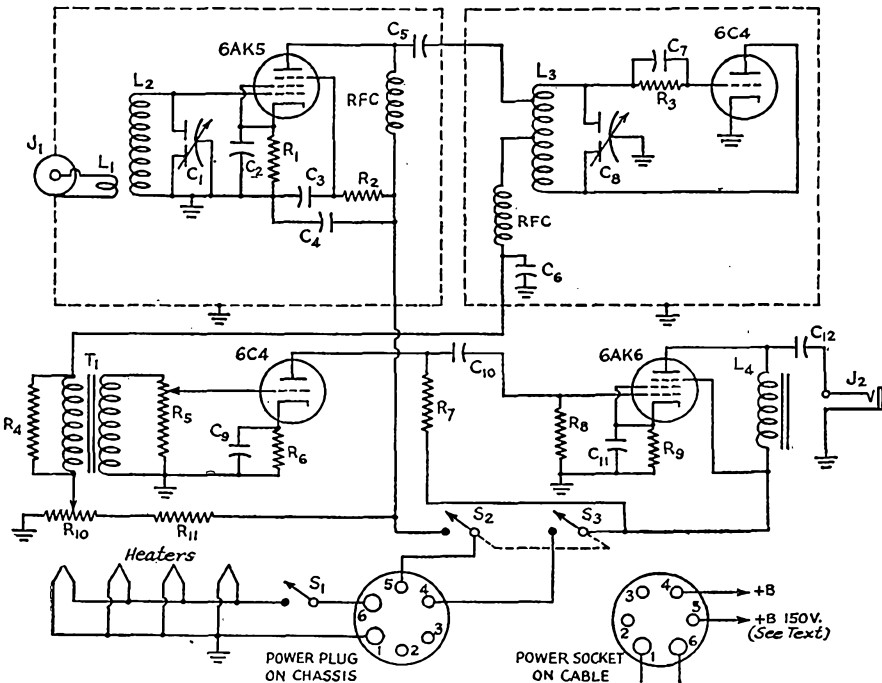 C5
6AK5
L2
RFC
J1
L1
C1
C2
R1
C3
R2
C4
L3
C7
6C4
R3
C8
RFC
C6
T1
R4
R5
6C4
C9
R6
R7
C10
6AK6
R8
C11
R9
L4
C12
J2
R10
R11
S2
S3
Heaters
S1
5
4
6
3
1
2
POWER PLUG
ON CHASSIS
3
4
2
5
1
6
POWER SOCKET
ON CABLE
+B
+B 150V.
(See Text)